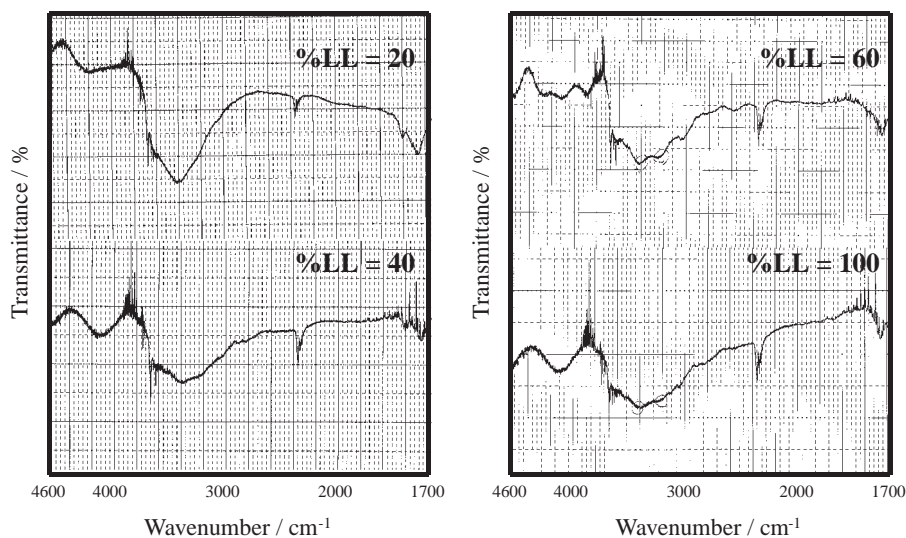 %LL = 20
%LL = 40
Transmittance / %
4600 4000 3000 2000 1700
Wavenumber / cm-1
%LL = 60
%LL = 100
Transmittance / %
4600 4000 3000 2000 1700
Wavenumber / cm-1